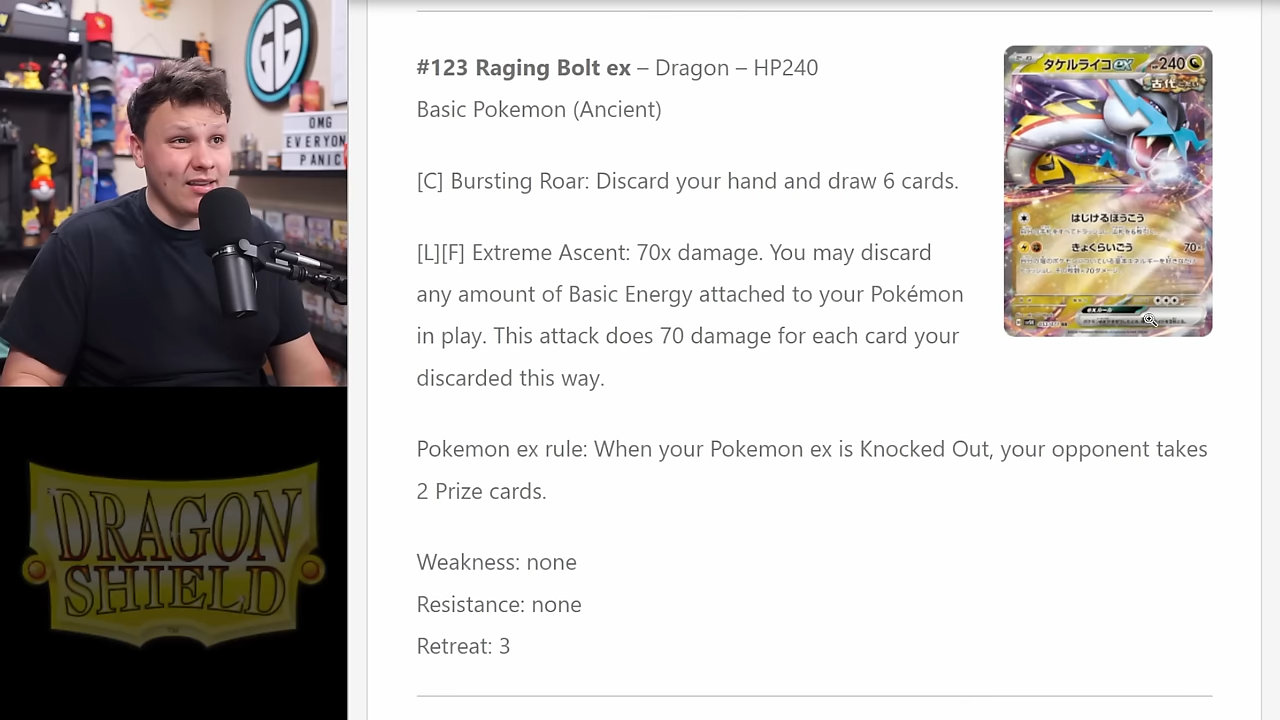 GG
OMG
EVERYON
PANIC
DRAGON
SHIELD
#123 Raging Bolt ex – Dragon – HP240
Basic Pokemon (Ancient)
[C] Bursting Roar: Discard your hand and draw 6 cards.
[L][F] Extreme Ascent: 70x damage. You may discard
any amount of Basic Energy attached to your Pokémon
in play. This attack does 70 damage for each card your
discarded this way.
Pokemon ex rule: When your Pokemon ex is Knocked Out, your opponent takes
2 Prize cards.
Weakness: none
Resistance: none
Retreat: 3
タケルライコex 240
古代
はじけるほうこう
きょくらいごう 70×